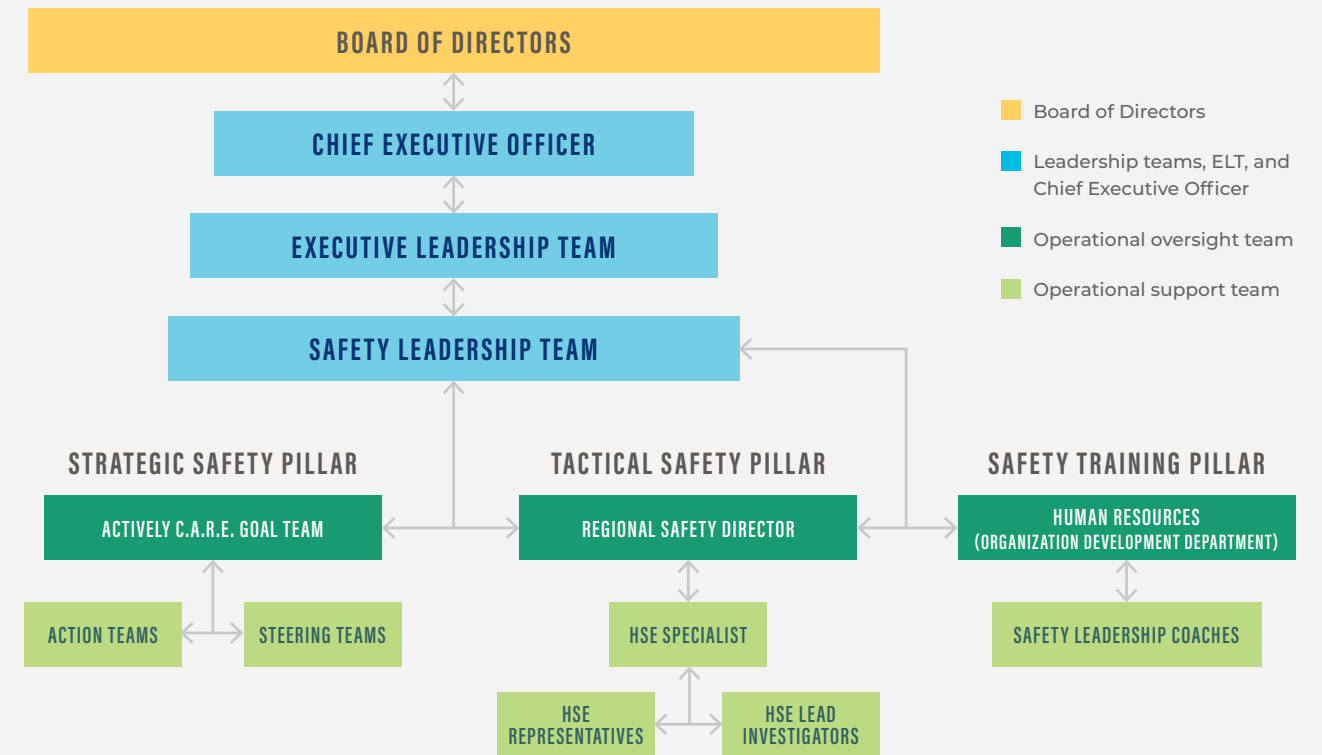 BOARD OF DIRECTORS
CHIEF EXECUTIVE OFFICER
EXECUTIVE LEADERSHIP TEAM
SAFETY LEADERSHIP TEAM
Board of Directors
Leadership teams, ELT, and
Chief Executive Officer
Operational oversight team
Operational support team
STRATEGIC SAFETY PILLAR
ACTIVELY C.A.R.E. GOAL TEAM
ACTION TEAMS
STEERING TEAMS
TACTICAL SAFETY PILLAR
REGIONAL SAFETY DIRECTOR
HSE SPECIALIST
HSE
REPRESENTATIVES
HSE LEAD
INVESTIGATORS
SAFETY TRAINING PILLAR
HUMAN RESOURCES
(ORGANIZATION DEVELOPMENT DEPARTMENT)
SAFETY LEADERSHIP COACHES